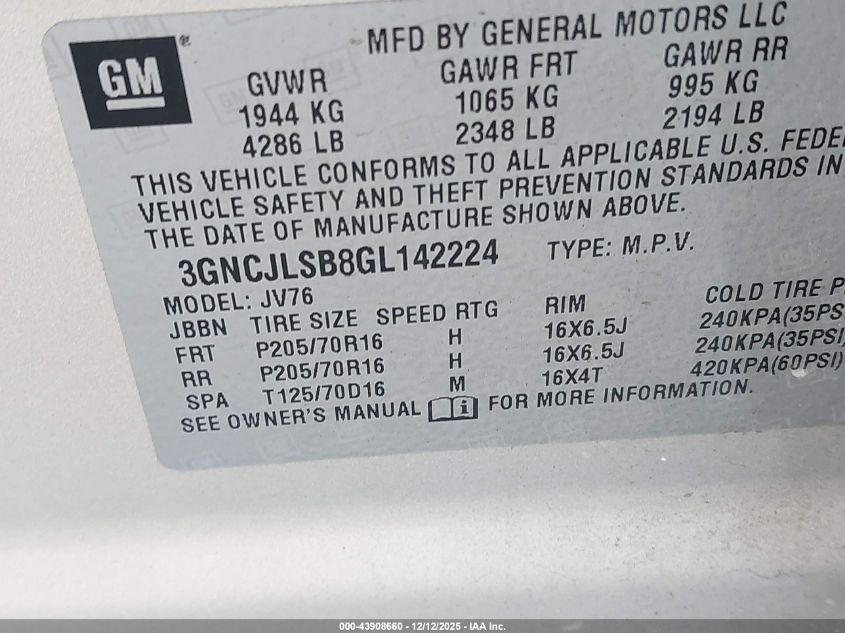 GM
MFD BY GENERAL MOTORS LLC
GVWR GAWR FRT GAWR RR
1944 KG 1065 KG 995 KG
4286 LB 2348 LB 2194 LB
THIS VEHICLE CONFORMS TO ALL APPLICABLE U.S. FEDE
VEHICLE SAFETY AND THEFT PREVENTION STANDARDS IN
THE DATE OF MANUFACTURE SHOWN ABOVE.
3GNCJLSB8GL142224 TYPE: M.P.V.
MODEL: JV76
JBBN TIRE SIZE SPEED RTG RIM COLD TIRE P
FRT P205/70R16 H 16X6.5J 240KPA(35PS
RR P205/70R16 H 16X6.5J 240KPA(35PSI)
SPA T125/70D16 M 16X4T 420KPA(60PSI)
SEE OWNER'S MANUAL i FOR MORE INFORMATION.
000-43908660 - 12/12/2025 - IAA Inc.